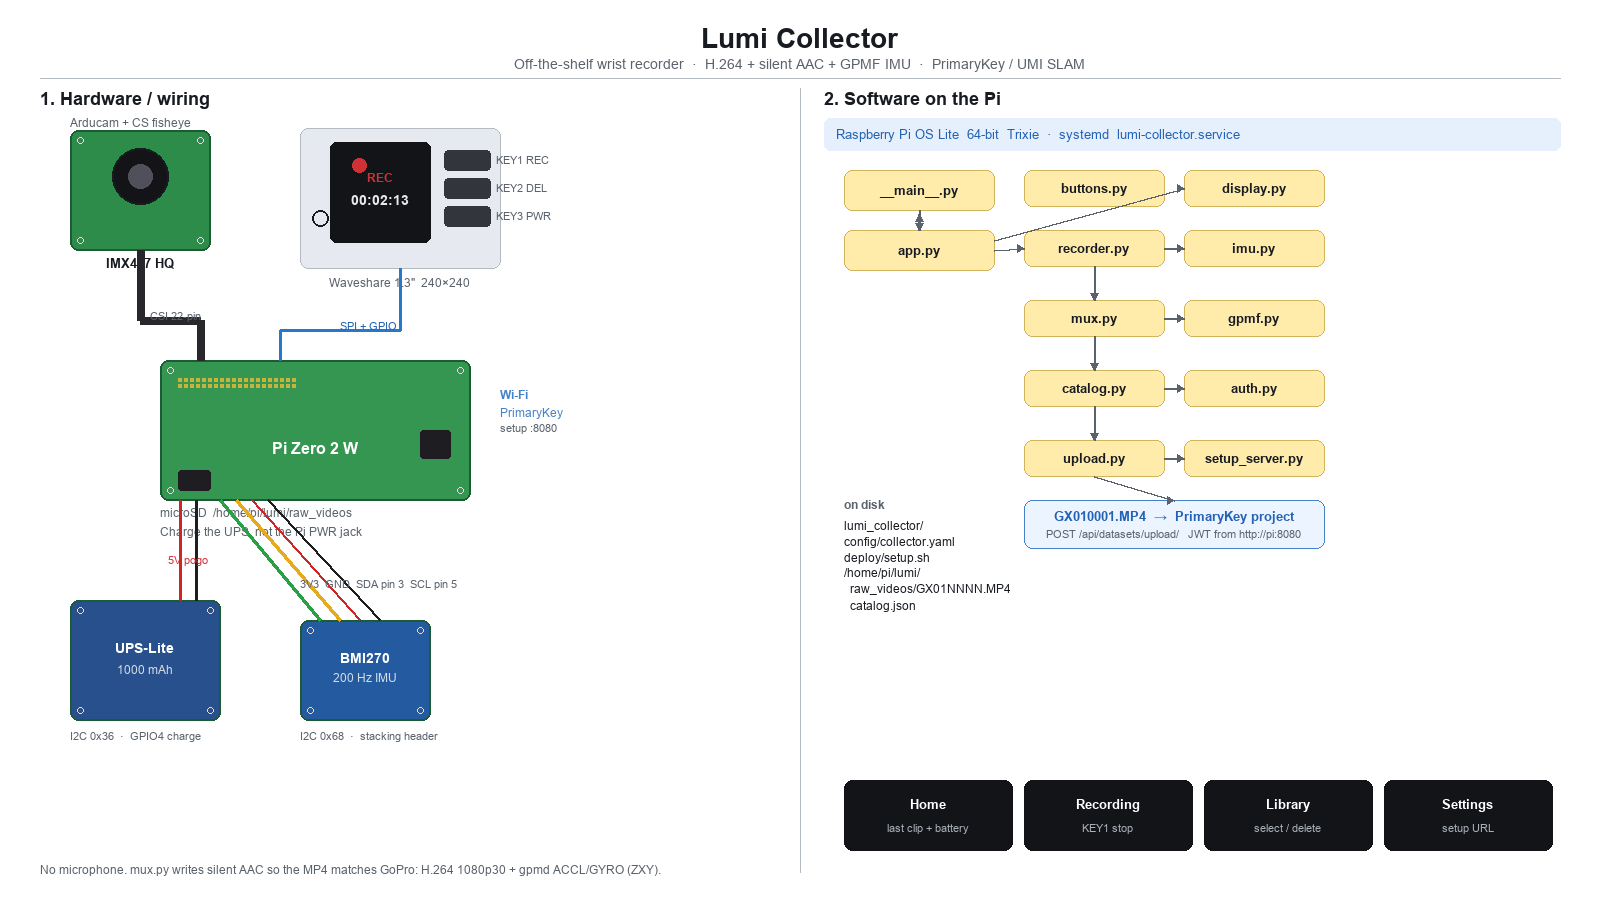 Lumi Collector
Off-the-shelf wrist recorder · H.264 + silent AAC + GPMF IMU · PrimaryKey / UMI SLAM
1. Hardware / wiring
Arducam + CS fisheye
IMX477 HQ
CSI 22-pin
REC
00:02:13
KEY1 REC
KEY2 DEL
KEY3 PWR
Waveshare 1.3" 240×240
SPI + GPIO
Pi Zero 2 W
Wi-Fi
PrimaryKey
setup :8080
microSD /home/pi/lumi/raw_videos
Charge the UPS, not the Pi PWR jack
5V pogo
3V3 GND SDA pin 3 SCL pin 5
UPS-Lite
1000 mAh
I2C 0x36 · GPIO4 charge
BMI270
200 Hz IMU
I2C 0x68 · stacking header
No microphone. mux.py writes silent AAC so the MP4 matches GoPro: H.264 1080p30 + gpmd ACCL/GYRO (ZXY).
2. Software on the Pi
Raspberry Pi OS Lite 64-bit Trixie · systemd lumi-collector.service
__main__.py
buttons.py
display.py
app.py
recorder.py
imu.py
mux.py
gpmf.py
catalog.py
auth.py
upload.py
setup_server.py
GX010001.MP4 → PrimaryKey project
POST /api/datasets/upload/ JWT from http://pi:8080
on disk
lumi_collector/
config/collector.yaml
deploy/setup.sh
/home/pi/lumi/
raw_videos/GX01NNNN.MP4
catalog.json
Home
last clip + battery
Recording
KEY1 stop
Library
select / delete
Settings
setup URL